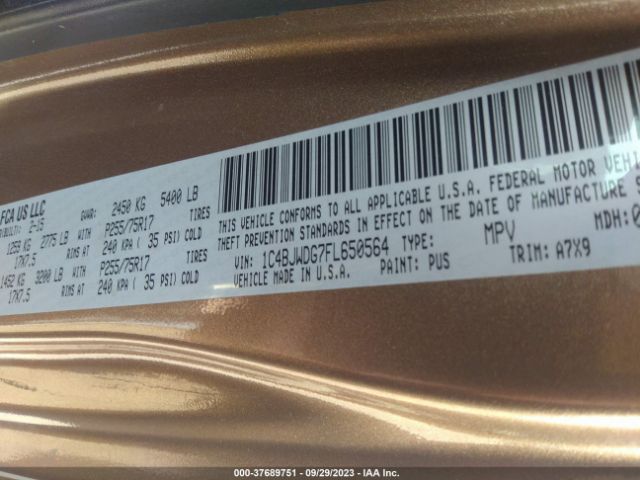 FCA US LLC
2-15
GVWR: 2450 KG 5400 LB
1259 KG 2775 LB
17X7.5
RIMS AT
P255/75R17
TIRES
240 KPA ( 35 PSI) COLD
1452 KG 3200 LB
17X7.5
RIMS AT
P255/75R17
TIRES
240 KPA ( 35 PSI) COLD
THIS VEHICLE CONFORMS TO ALL APPLICABLE U.S.A. FEDERAL MOTOR
THEFT PREVENTION STANDARDS IN EFFECT ON THE DATE OF MANUFACTURE
VIN: 1C4BJWDG7FL650564 TYPE: MPV MDH:
VEHICLE MADE IN U.S.A. PAINT: PUS TRIM: A7X9
000-37689751 | 09/29/2023 | IAA Inc.